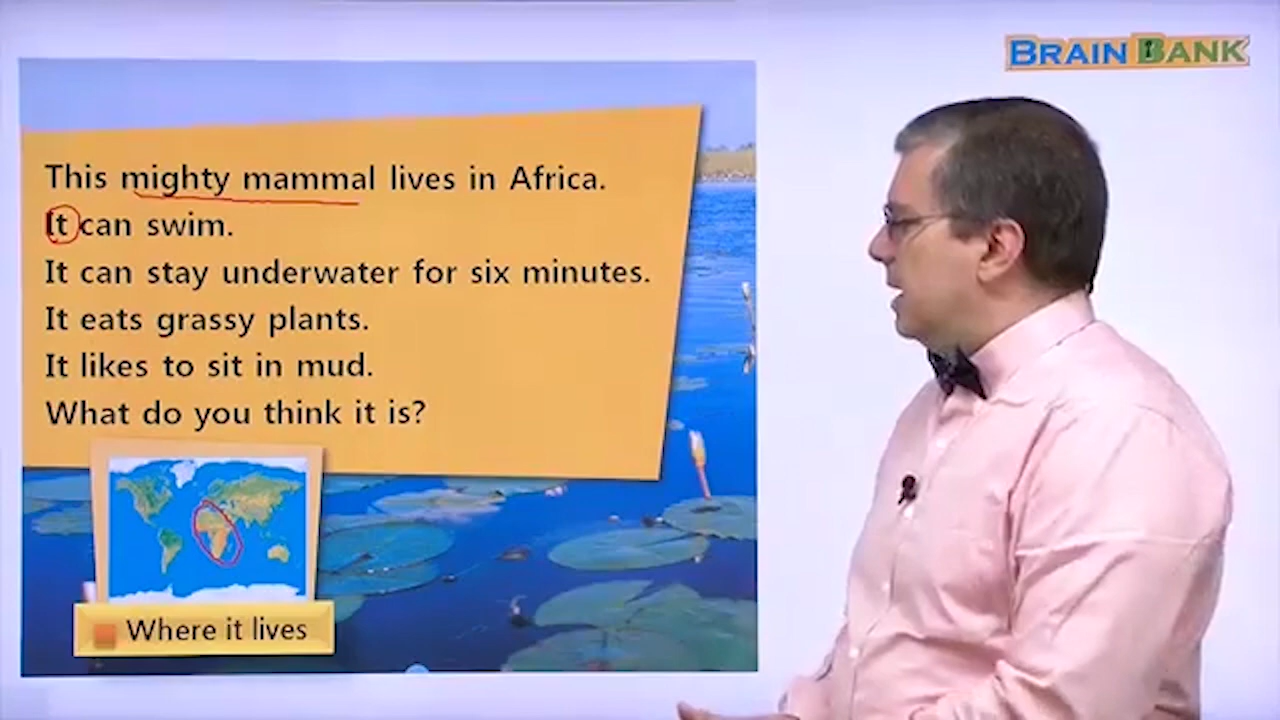 BRAIN BANK
This mighty mammal lives in Africa.
It can swim.
It can stay underwater for six minutes.
It eats grassy plants.
It likes to sit in mud.
What do you think it is?
Where it lives